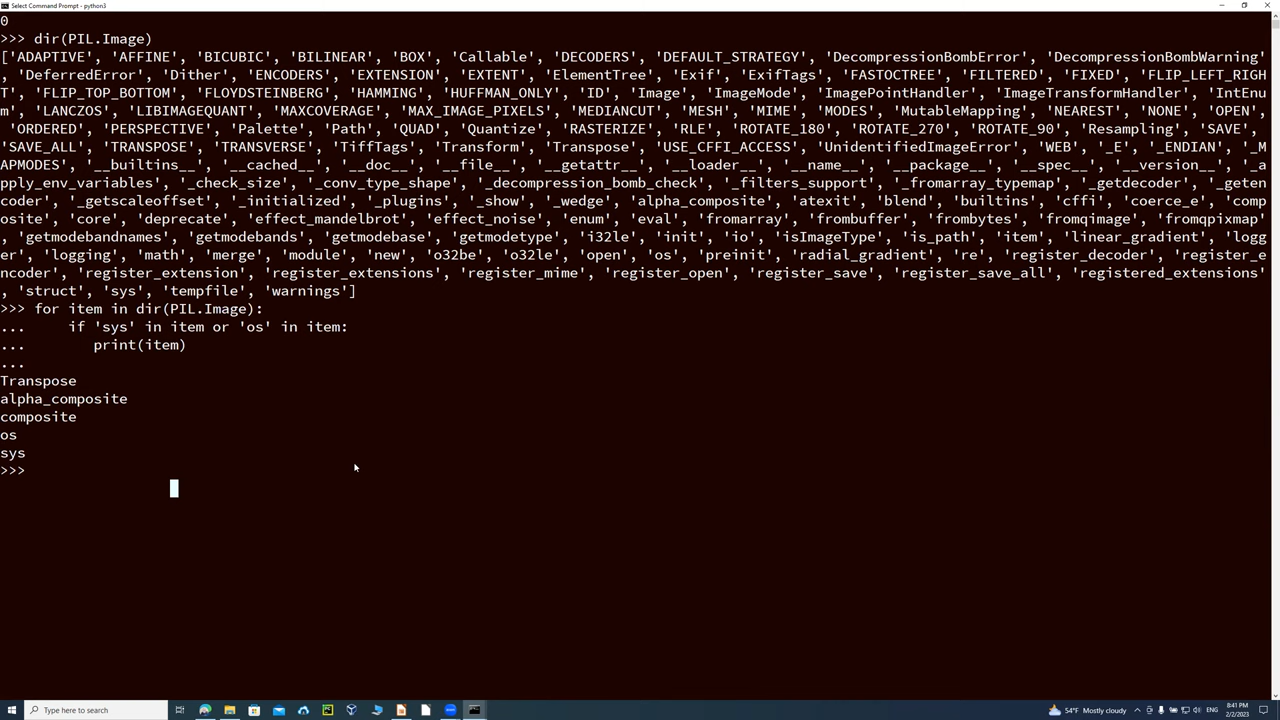 Select Command Prompt - python3
0
>>> dir(PIL.Image)
['ADAPTIVE', 'AFFINE', 'BICUBIC', 'BILINEAR', 'BOX', 'Callable', 'DECODERS', 'DEFAULT_STRATEGY', 'DecompressionBombError', 'DecompressionBombWarning'
, 'DeferredError', 'Dither', 'ENCODERS', 'EXTENSION', 'EXTENT', 'ElementTree', 'Exif', 'ExifTags', 'FASTOCTREE', 'FILTERED', 'FIXED', 'FLIP_LEFT_RIGH
T', 'FLIP_TOP_BOTTOM', 'FLOYDSTEINBERG', 'HAMMING', 'HUFFMAN_ONLY', 'ID', 'Image', 'ImageMode', 'ImagePointHandler', 'ImageTransformHandler', 'IntEnu
m', 'LANCZOS', 'LIBIMAGEQUANT', 'MAXCOVERAGE', 'MAX_IMAGE_PIXELS', 'MEDIANCUT', 'MESH', 'MIME', 'MODES', 'MutableMapping', 'NEAREST', 'NONE', 'OPEN',
'ORDERED', 'PERSPECTIVE', 'Palette', 'Path', 'QUAD', 'Quantize', 'RASTERIZE', 'RLE', 'ROTATE_180', 'ROTATE_270', 'ROTATE_90', 'Resampling', 'SAVE',
'SAVE_ALL', 'TRANSPOSE', 'TRANSVERSE', 'TiffTags', 'Transform', 'Transpose', 'USE_CFFI_ACCESS', 'UnidentifiedImageError', 'WEB', '_E', '_ENDIAN', '_M
APMODES', '__builtins__', '__cached__', '__doc__', '__file__', '__getattr__', '__loader__', '__name__', '__package__', '__spec__', '__version__', '_a
pply_env_variables', '_check_size', '_conv_type_shape', '_decompression_bomb_check', '_filters_support', '_fromarray_typemap', '_getdecoder', '_geten
coder', '_getscaleoffset', '_initialized', '_plugins', '_show', '_wedge', 'alpha_composite', 'atexit', 'blend', 'builtins', 'cffi', 'coerce_e', 'comp
osite', 'core', 'deprecate', 'effect_mandelbrot', 'effect_noise', 'enum', 'eval', 'fromarray', 'frombuffer', 'frombytes', 'fromqimage', 'fromqpixmap'
, 'getmodebandnames', 'getmodebands', 'getmodebase', 'getmodetype', 'i32le', 'init', 'io', 'isImageType', 'is_path', 'item', 'linear_gradient', 'logg
er', 'logging', 'math', 'merge', 'module', 'new', 'o32be', 'o32le', 'open', 'os', 'preinit', 'radial_gradient', 're', 'register_decoder', 'register_e
ncoder', 'register_extension', 'register_extensions', 'register_mime', 'register_open', 'register_save', 'register_save_all', 'registered_extensions'
, 'struct', 'sys', 'tempfile', 'warnings']
>>> for item in dir(PIL.Image):
...     if 'sys' in item or 'os' in item:
...         print(item)
...
Transpose
alpha_composite
composite
os
sys
>>>
Type here to search
54°F Mostly cloudy
ENG
8:41 PM
2/2/2023